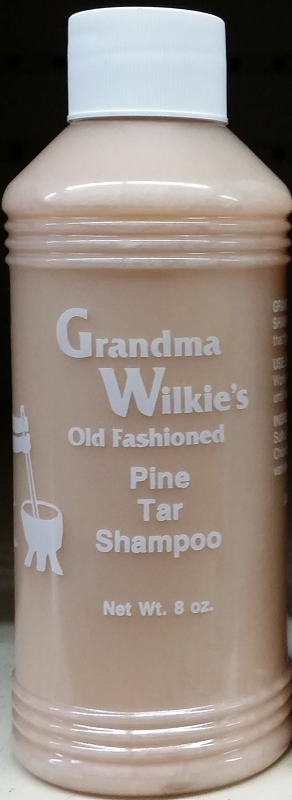 Grandma
Wilkie's
Old Fashioned
Pine
Tar
Shampoo
Net Wt. 8 oz.